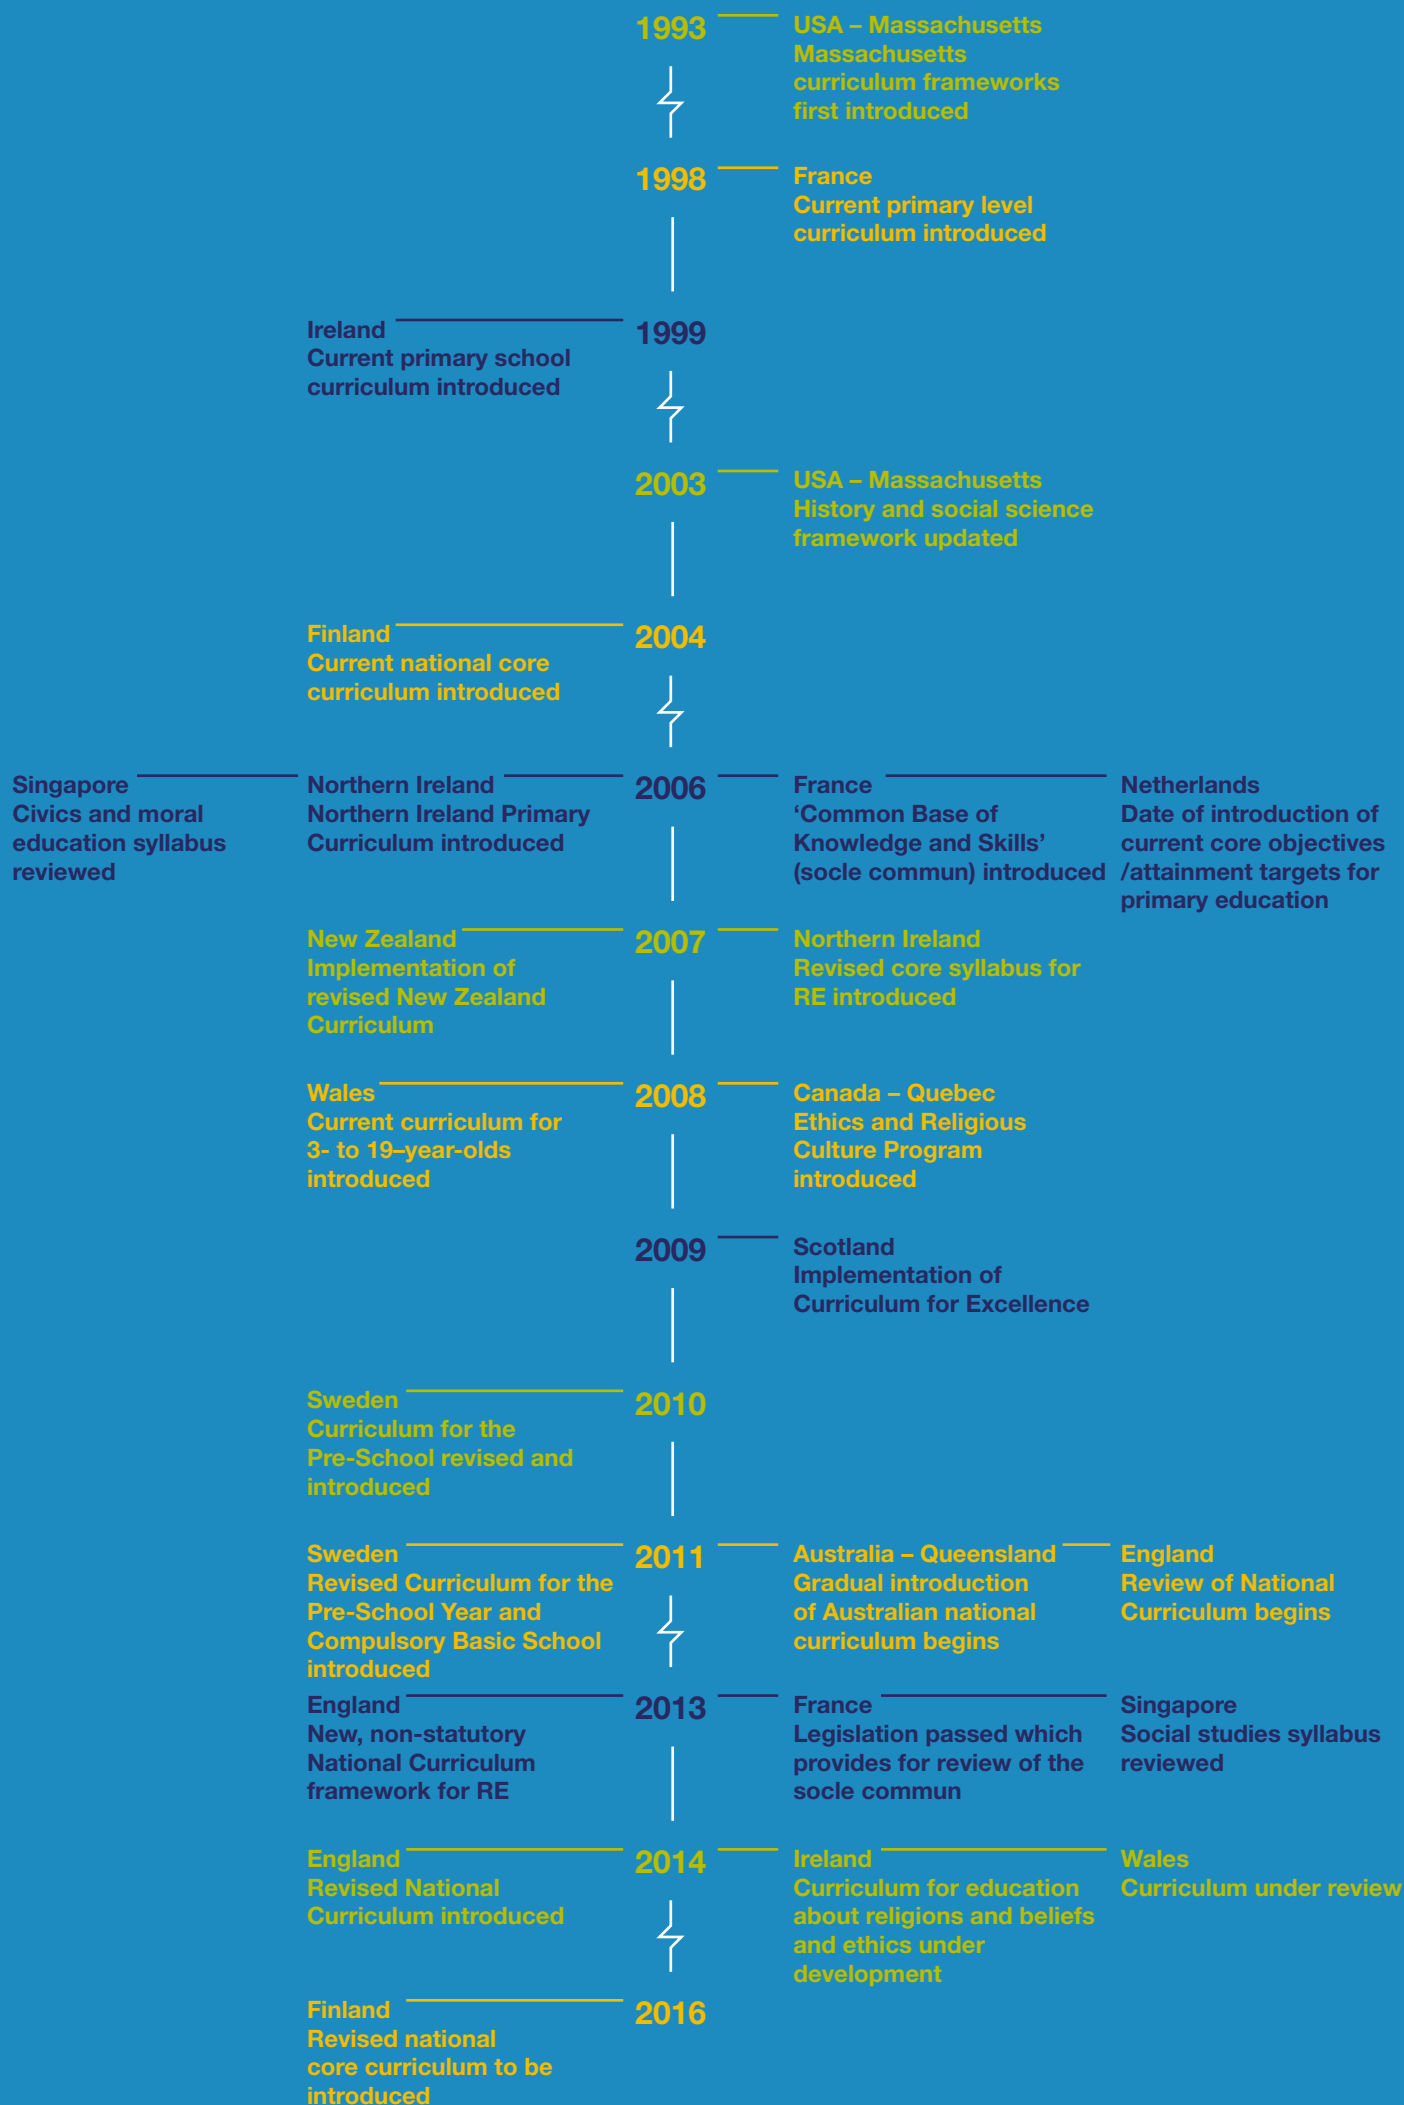 1993
USA – Massachusetts
Massachusetts
curriculum frameworks
first introduced
1998
France
Current primary level
curriculum introduced
Ireland
Current primary school
curriculum introduced
1999
2003
USA – Massachusetts
History and social science
framework updated
Finland
Current national core
curriculum introduced
2004
Singapore
Civics and moral
education syllabus
reviewed
Northern Ireland
Northern Ireland Primary
Curriculum introduced
2006
France
‘Common Base of
Knowledge and Skills’
(socle commun) introduced
Netherlands
Date of introduction of
current core objectives
/attainment targets for
primary education
New Zealand
Implementation of
revised New Zealand
Curriculum
2007
Northern Ireland
Revised core syllabus for
RE introduced
Wales
Current curriculum for
3- to 19–year-olds
introduced
2008
Canada – Quebec
Ethics and Religious
Culture Program
introduced
2009
Scotland
Implementation of
Curriculum for Excellence
Sweden
Curriculum for the
Pre-School revised and
introduced
2010
Sweden
Revised Curriculum for the
Pre-School Year and
Compulsory Basic School
introduced
2011
Australia – Queensland
Gradual introduction
of Australian national
curriculum begins
England
Review of National
Curriculum begins
England
New, non-statutory
National Curriculum
framework for RE
2013
France
Legislation passed which
provides for review of the
socle commun
Singapore
Social studies syllabus
reviewed
England
Revised National
Curriculum introduced
2014
Ireland
Curriculum for education
about religions and beliefs
and ethics under
development
Wales
Curriculum under review
Finland
Revised national
core curriculum to be
introduced
2016